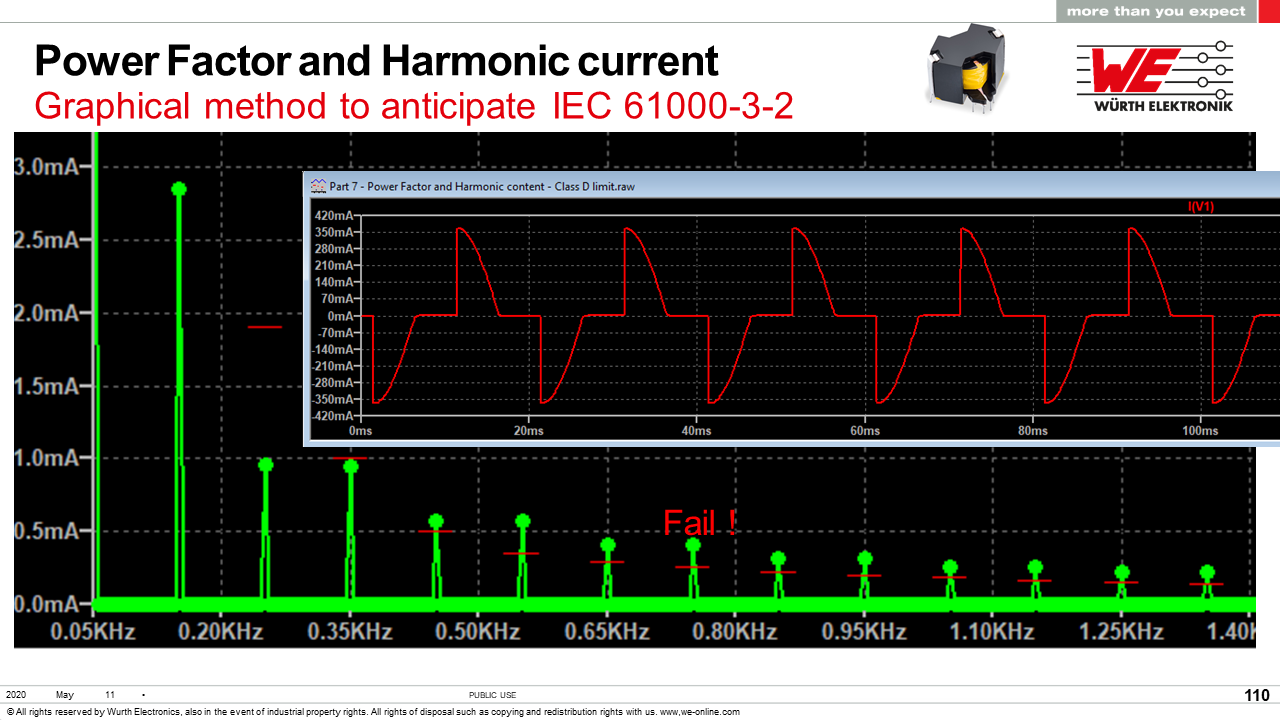 more than you expect
Power Factor and Harmonic current
Graphical method to anticipate IEC 61000-3-2
WE
WÜRTH ELEKTRONIK
3.0mA
2.5mA
2.0mA
1.5mA
1.0mA
0.5mA
0.0mA
Part 7 - Power Factor and Harmonic content - Class D limit.raw
I(V1)
420mA
350mA
280mA
210mA
140mA
70mA
0mA
-70mA
-140mA
-210mA
-280mA
-350mA
-420mA
0ms 20ms 40ms 60ms 80ms 100ms
Fail !
0.05KHz 0.20KHz 0.35KHz 0.50KHz 0.65KHz 0.80KHz 0.95KHz 1.10KHz 1.25KHz 1.40K
2020 May 11 • PUBLIC USE 110
© All rights reserved by Wurth Electronics, also in the event of industrial property rights. All rights of disposal such as copying and redistribution rights with us. www,we-online.com